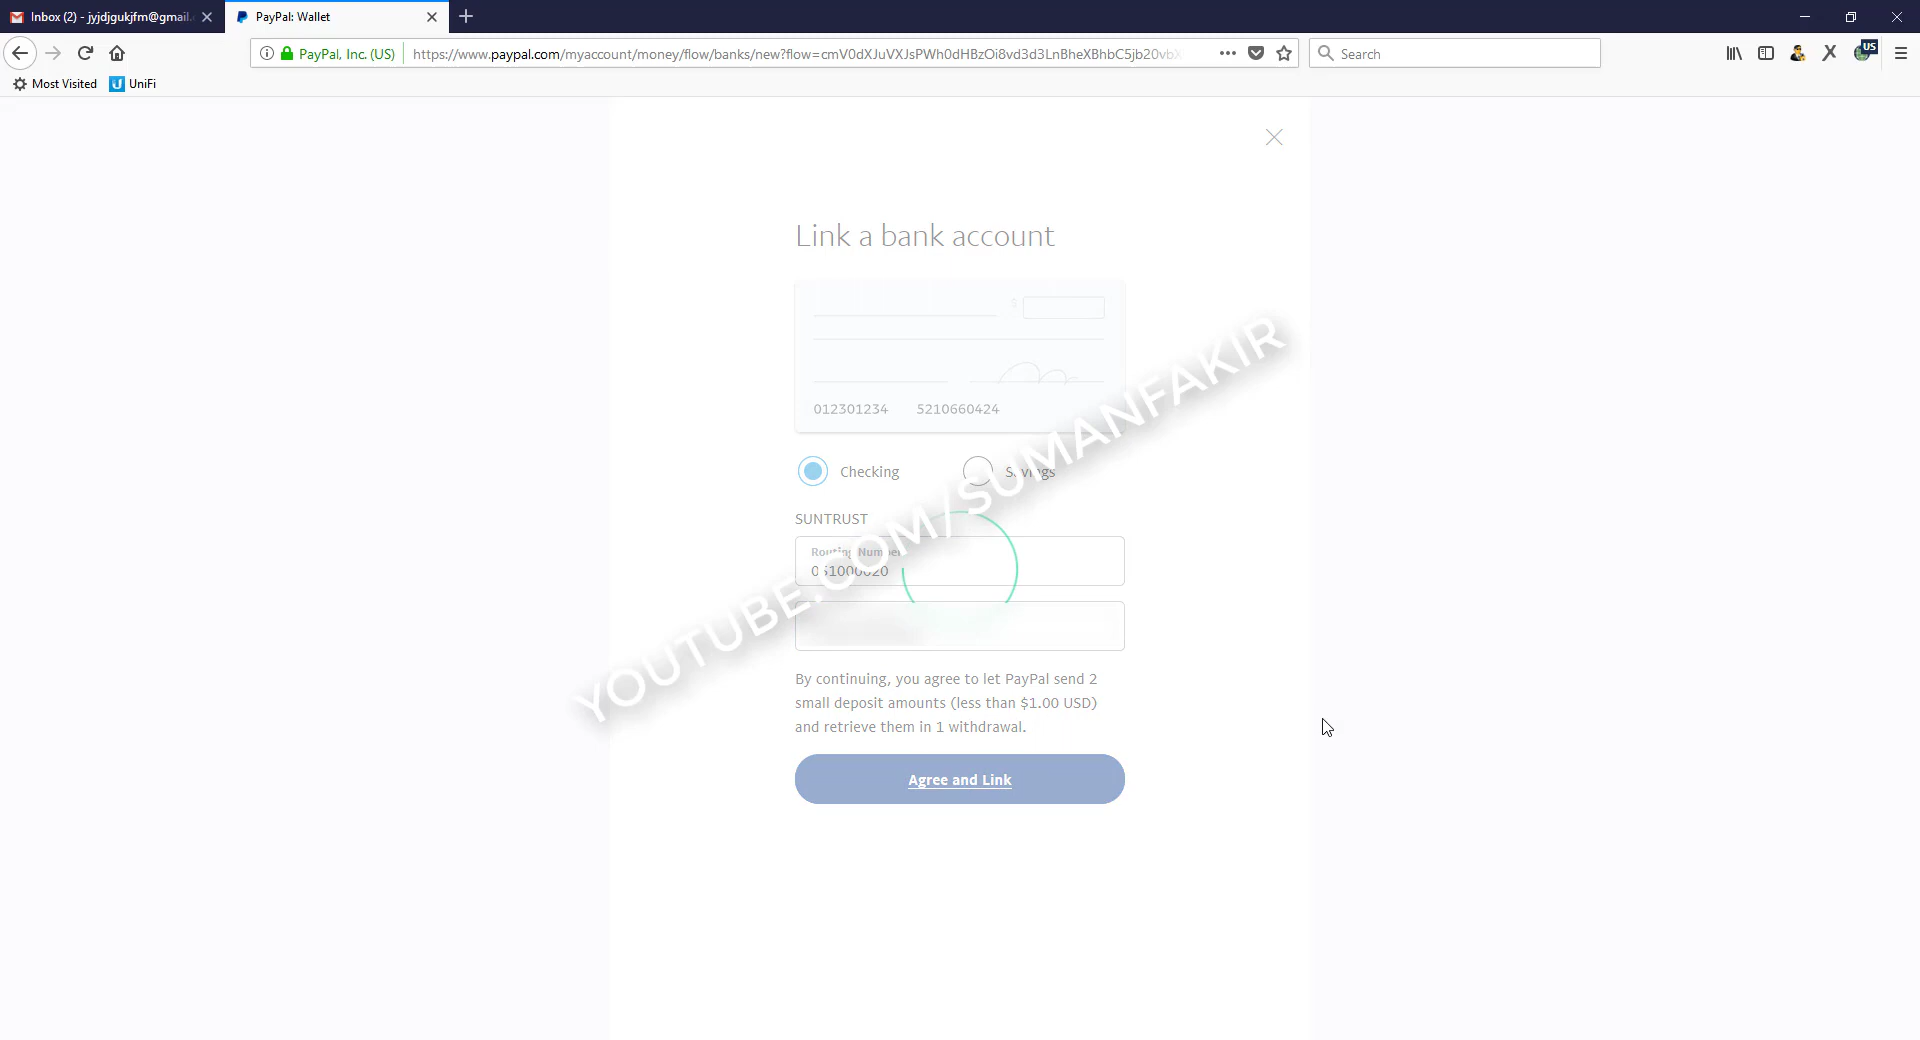 Inbox (2) - jyjdjgukjfm@gmail.
PayPal: Wallet
PayPal, Inc. (US)
https://www.paypal.com/myaccount/money/flow/banks/new?flow=cmV0dXJuVXJsPWh0dHBzOi8vd3d3LnBheXBhbC5jb20vbX
Search
US
Most Visited
UniFi
Link a bank account
$
012301234 5210660424
Checking
Savings
SUNTRUST
Routing Number
061000020
YOUTUBE.COM/SUMANFAKIR
By continuing, you agree to let PayPal send 2
small deposit amounts (less than $1.00 USD)
and retrieve them in 1 withdrawal.
Agree and Link